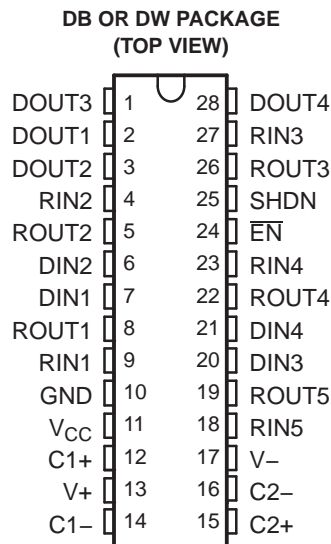 DB OR DW PACKAGE
(TOP VIEW)
DOUT3 1 28 DOUT4
DOUT1 2 27 RIN3
DOUT2 3 26 ROUT3
RIN2 4 25 SHDN
ROUT2 5 24 E̅N̅
DIN2 6 23 RIN4
DIN1 7 22 ROUT4
ROUT1 8 21 DIN4
RIN1 9 20 DIN3
GND 10 19 ROUT5
VCC 11 18 RIN5
C1+ 12 17 V−
V+ 13 16 C2−
C1− 14 15 C2+